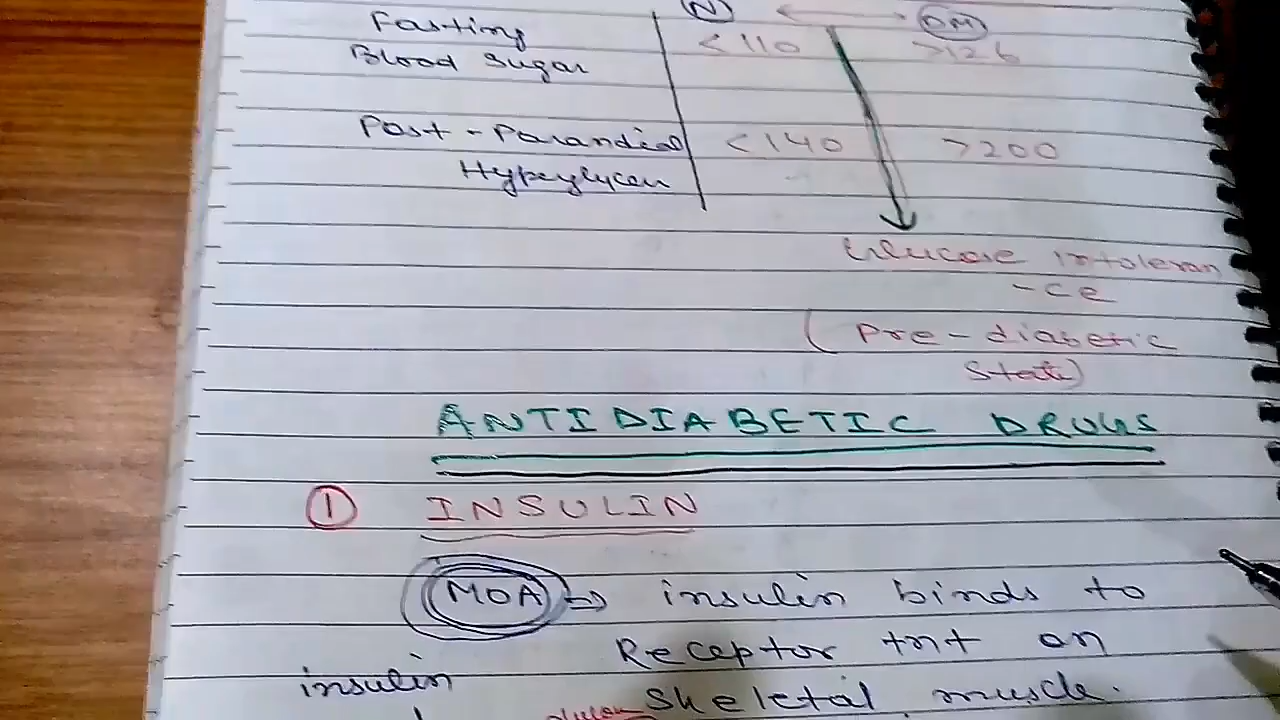 (N) ↔ (DM)
Fasting <110 >126
Blood Sugar
Post-Parandial <140 >200
Hyperglycem
Glucose intoleran
-ce
(Pre-diabetic
State)
ANTIDIABETIC DRUGS
① INSULIN
MOA ⇒ insulin binds to
Receptor tnt on
insulin skeletal muscle.